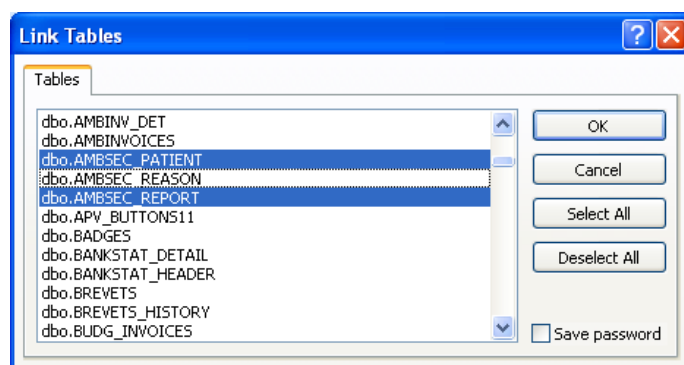 Link Tables
Tables
dbo.AMBINV_DET
dbo.AMBINVOICES
dbo.AMBSEC_PATIENT
dbo.AMBSEC_REASON
dbo.AMBSEC_REPORT
dbo.APV_BUTTONS11
dbo.BADGES
dbo.BANKSTAT_DETAIL
dbo.BANKSTAT_HEADER
dbo.BREVETS
dbo.BREVETS_HISTORY
dbo.BUDG_INVOICES
OK
Cancel
Select All
Deselect All
Save password